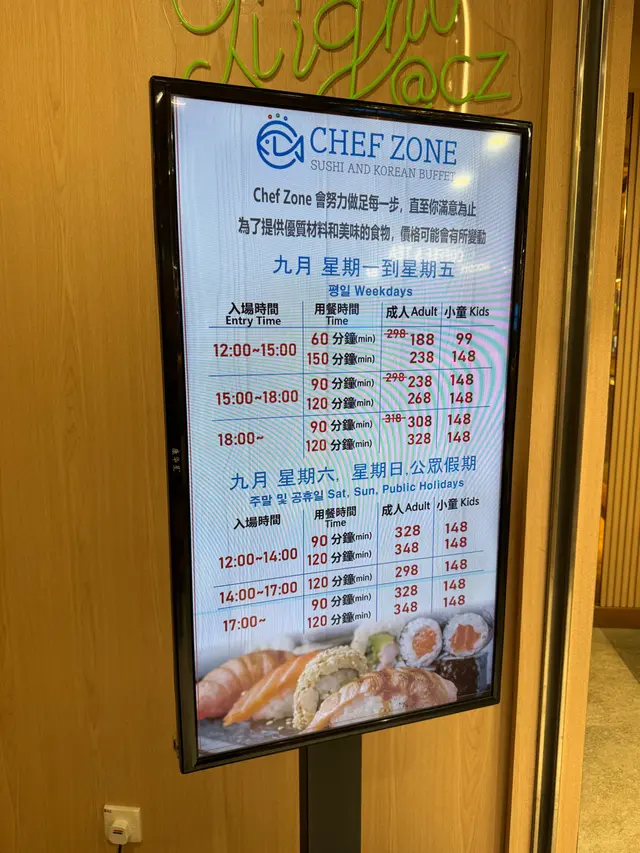 @CZ
CHEF ZONE
SUSHI AND KOREAN BUFFET
Chef Zone 會努力做足每一步，直至你滿意為止
為了提供優質材料和美味的食物，價格可能會有所變動
九月 星期一到星期五
평일 Weekdays
入場時間 用餐時間 成人 Adult 小童 Kids
Entry Time Time
12:00~15:00 60 分鐘(min) 298 188 99
150 分鐘(min) 238 148
15:00~18:00 90 分鐘(min) 298 238 148
120 分鐘(min) 268 148
18:00~ 90 分鐘(min) 318 308 148
120 分鐘(min) 328 148
九月 星期六, 星期日,公眾假期
주말 및 공휴일 Sat, Sun, Public Holidays
入場時間 用餐時間 成人 Adult 小童 Kids
Time
12:00~14:00 90 分鐘(min) 328 148
120 分鐘(min) 348 148
14:00~17:00 120 分鐘(min) 298 148
17:00~ 90 分鐘(min) 328 148
120 分鐘(min) 348 148